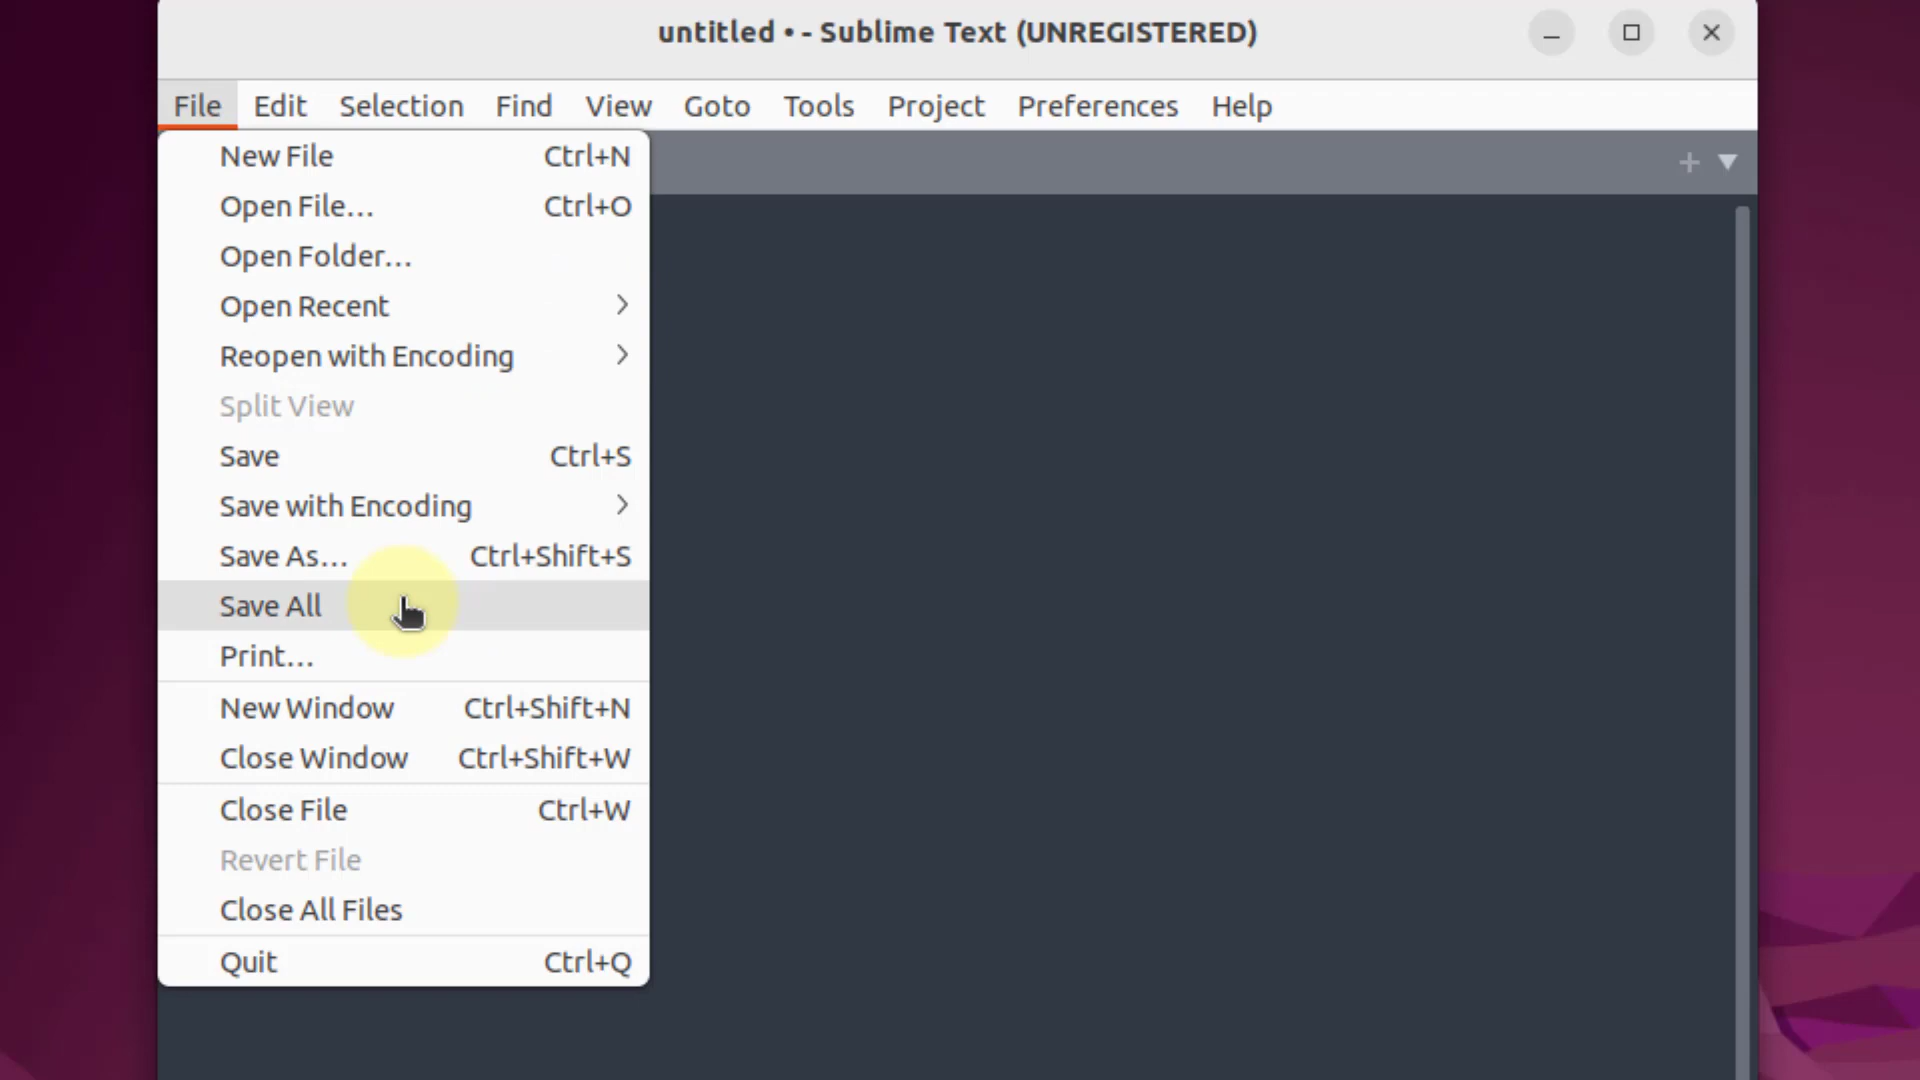 untitled • - Sublime Text (UNREGISTERED)
File Edit Selection Find View Goto Tools Project Preferences Help
New File Ctrl+N
Open File... Ctrl+O
Open Folder...
Open Recent
Reopen with Encoding
Split View
Save Ctrl+S
Save with Encoding
Save As... Ctrl+Shift+S
Save All
Print...
New Window Ctrl+Shift+N
Close Window Ctrl+Shift+W
Close File Ctrl+W
Revert File
Close All Files
Quit Ctrl+Q